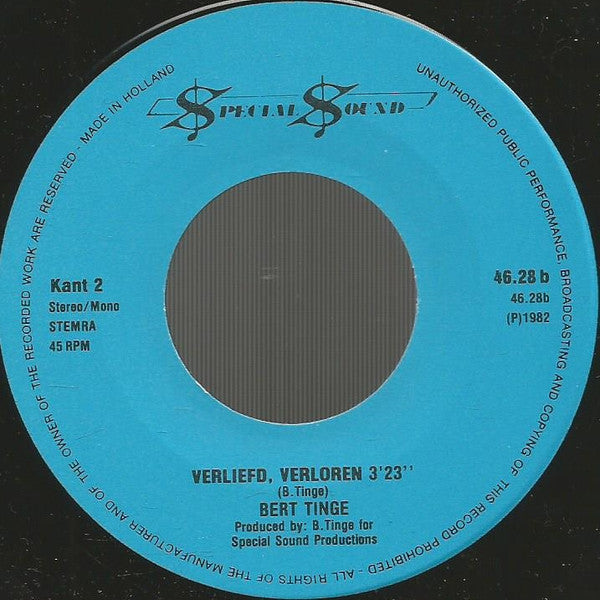 SPECIAL SOUND
UNAUTHORIZED PUBLIC PERFORMANCE, BROADCASTING AND COPYING OF THIS RECORD PROHIBITED - ALL RIGHTS OF THE MANUFACTURER AND OF THE OWNER OF THE RECORDED WORK ARE RESERVED - MADE IN HOLLAND
Kant 2
Stereo/Mono
STEMRA
45 RPM
46.28 b
46.28b
(P)1982
VERLIEFD, VERLOREN 3'23''
(B.Tinge)
BERT TINGE
Produced by: B.Tinge for
Special Sound Productions